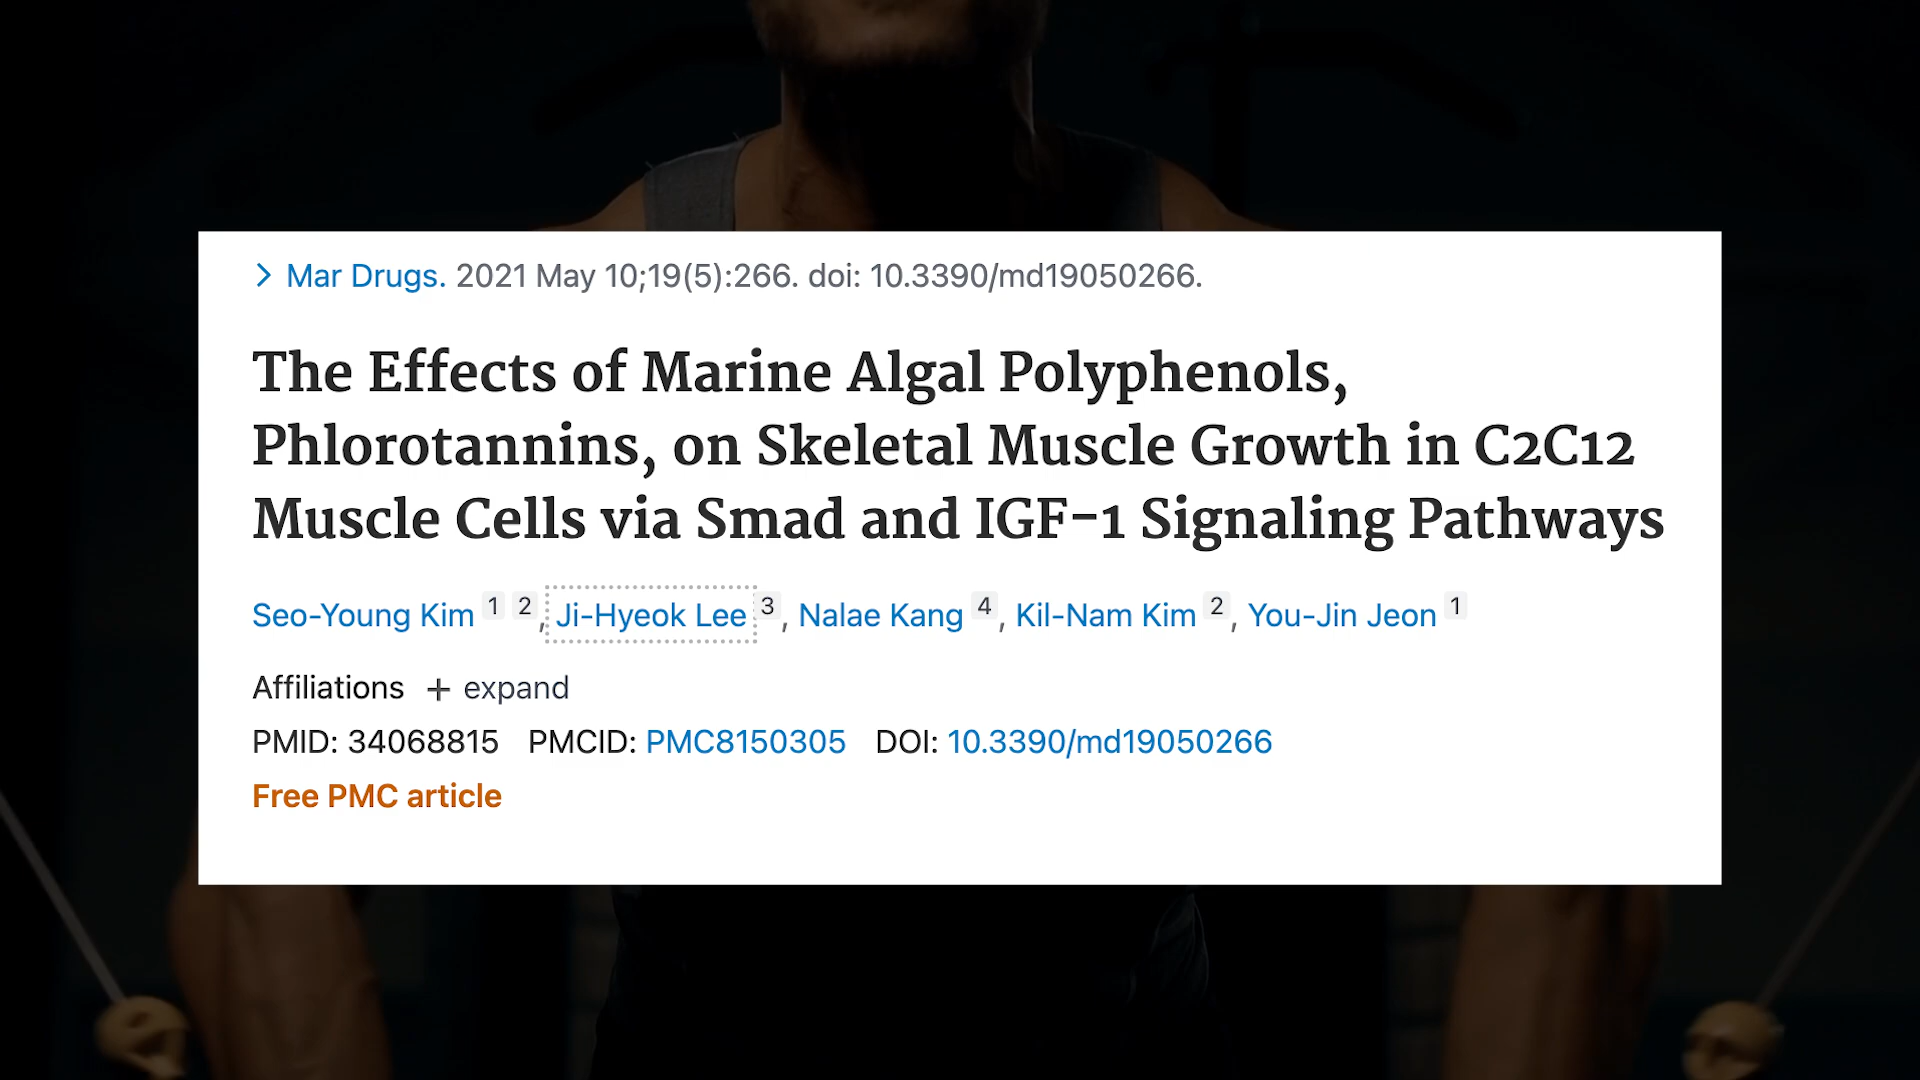 > Mar Drugs. 2021 May 10;19(5):266. doi: 10.3390/md19050266.
The Effects of Marine Algal Polyphenols,
Phlorotannins, on Skeletal Muscle Growth in C2C12
Muscle Cells via Smad and IGF-1 Signaling Pathways
Seo-Young Kim 1 2, Ji-Hyeok Lee 3, Nalae Kang 4, Kil-Nam Kim 2, You-Jin Jeon 1
Affiliations + expand
PMID: 34068815 PMCID: PMC8150305 DOI: 10.3390/md19050266
Free PMC article